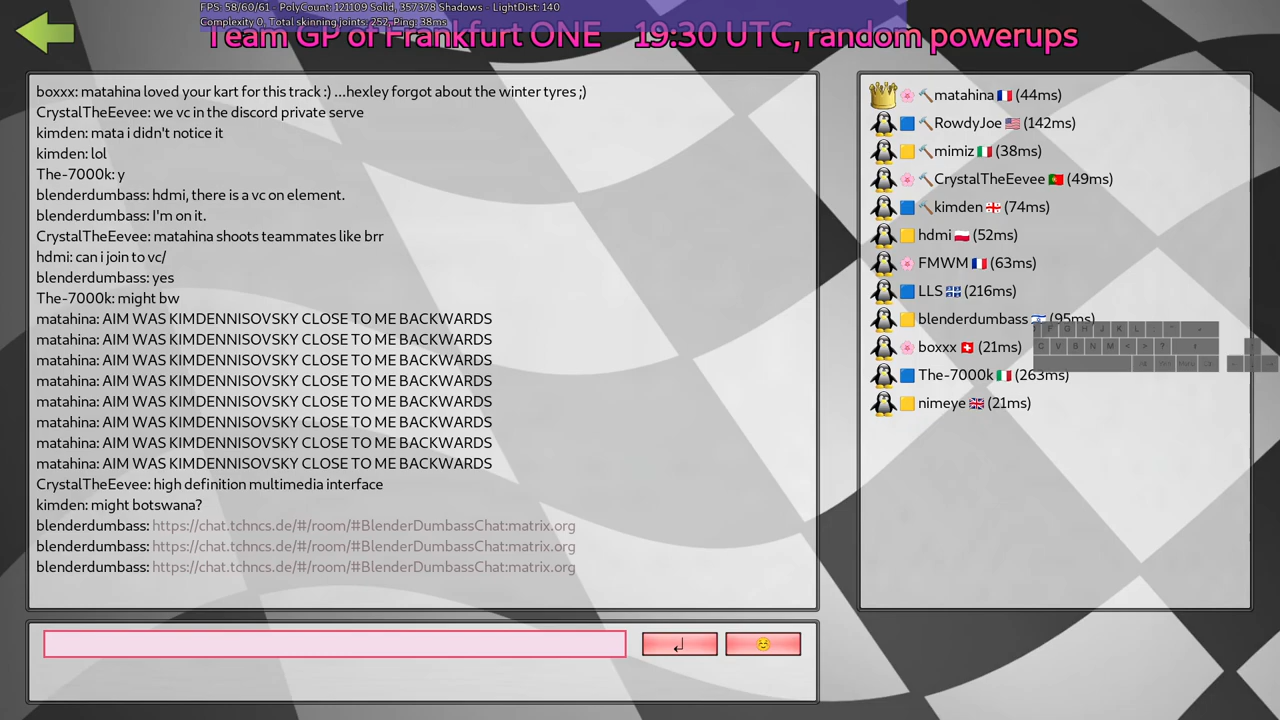 FPS: 58/60/61 - PolyCount: 121109 Solid, 357378 Shadows - LightDist: 140
Complexity 0, Total skinning joints: 252, Ping: 38ms
Team GP of Frankfurt ONE 19:30 UTC, random powerups
boxxx: matahina loved your kart for this track :) ...hexley forgot about the winter tyres ;)
CrystalTheEevee: we vc in the discord private serve
kimden: mata i didn't notice it
kimden: lol
The-7000k: y
blenderdumbass: hdmi, there is a vc on element.
blenderdumbass: I'm on it.
CrystalTheEevee: matahina shoots teammates like brr
hdmi: can i join to vc/
blenderdumbass: yes
The-7000k: might bw
matahina: AIM WAS KIMDENNISOVSKY CLOSE TO ME BACKWARDS
matahina: AIM WAS KIMDENNISOVSKY CLOSE TO ME BACKWARDS
matahina: AIM WAS KIMDENNISOVSKY CLOSE TO ME BACKWARDS
matahina: AIM WAS KIMDENNISOVSKY CLOSE TO ME BACKWARDS
matahina: AIM WAS KIMDENNISOVSKY CLOSE TO ME BACKWARDS
matahina: AIM WAS KIMDENNISOVSKY CLOSE TO ME BACKWARDS
matahina: AIM WAS KIMDENNISOVSKY CLOSE TO ME BACKWARDS
matahina: AIM WAS KIMDENNISOVSKY CLOSE TO ME BACKWARDS
CrystalTheEevee: high definition multimedia interface
kimden: might botswana?
blenderdumbass: https://chat.tchncs.de/#/room/#BlenderDumbassChat:matrix.org
blenderdumbass: https://chat.tchncs.de/#/room/#BlenderDumbassChat:matrix.org
blenderdumbass: https://chat.tchncs.de/#/room/#BlenderDumbassChat:matrix.org
matahina (44ms)
RowdyJoe (142ms)
mimiz (38ms)
CrystalTheEevee (49ms)
kimden (74ms)
hdmi (52ms)
FMWM (63ms)
LLS (216ms)
blenderdumbass (95ms)
boxxx (21ms)
The-7000k (263ms)
nimeye (21ms)
F G H J K L
C V B N M < > ?